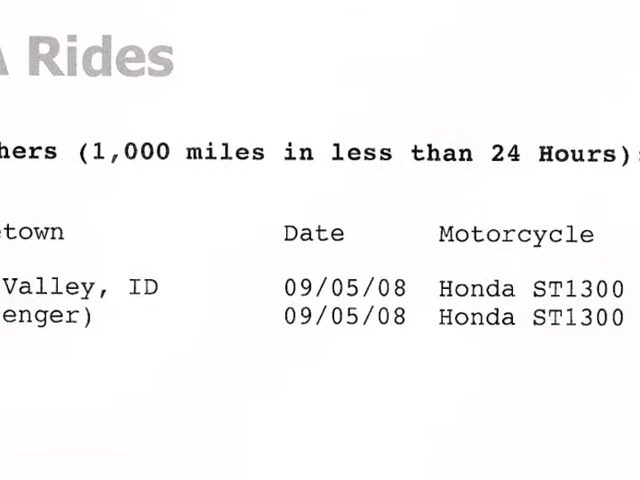 A Rides
hers (1,000 miles in less than 24 Hours):
etown Date Motorcycle
Valley, ID 09/05/08 Honda ST1300
enger) 09/05/08 Honda ST1300